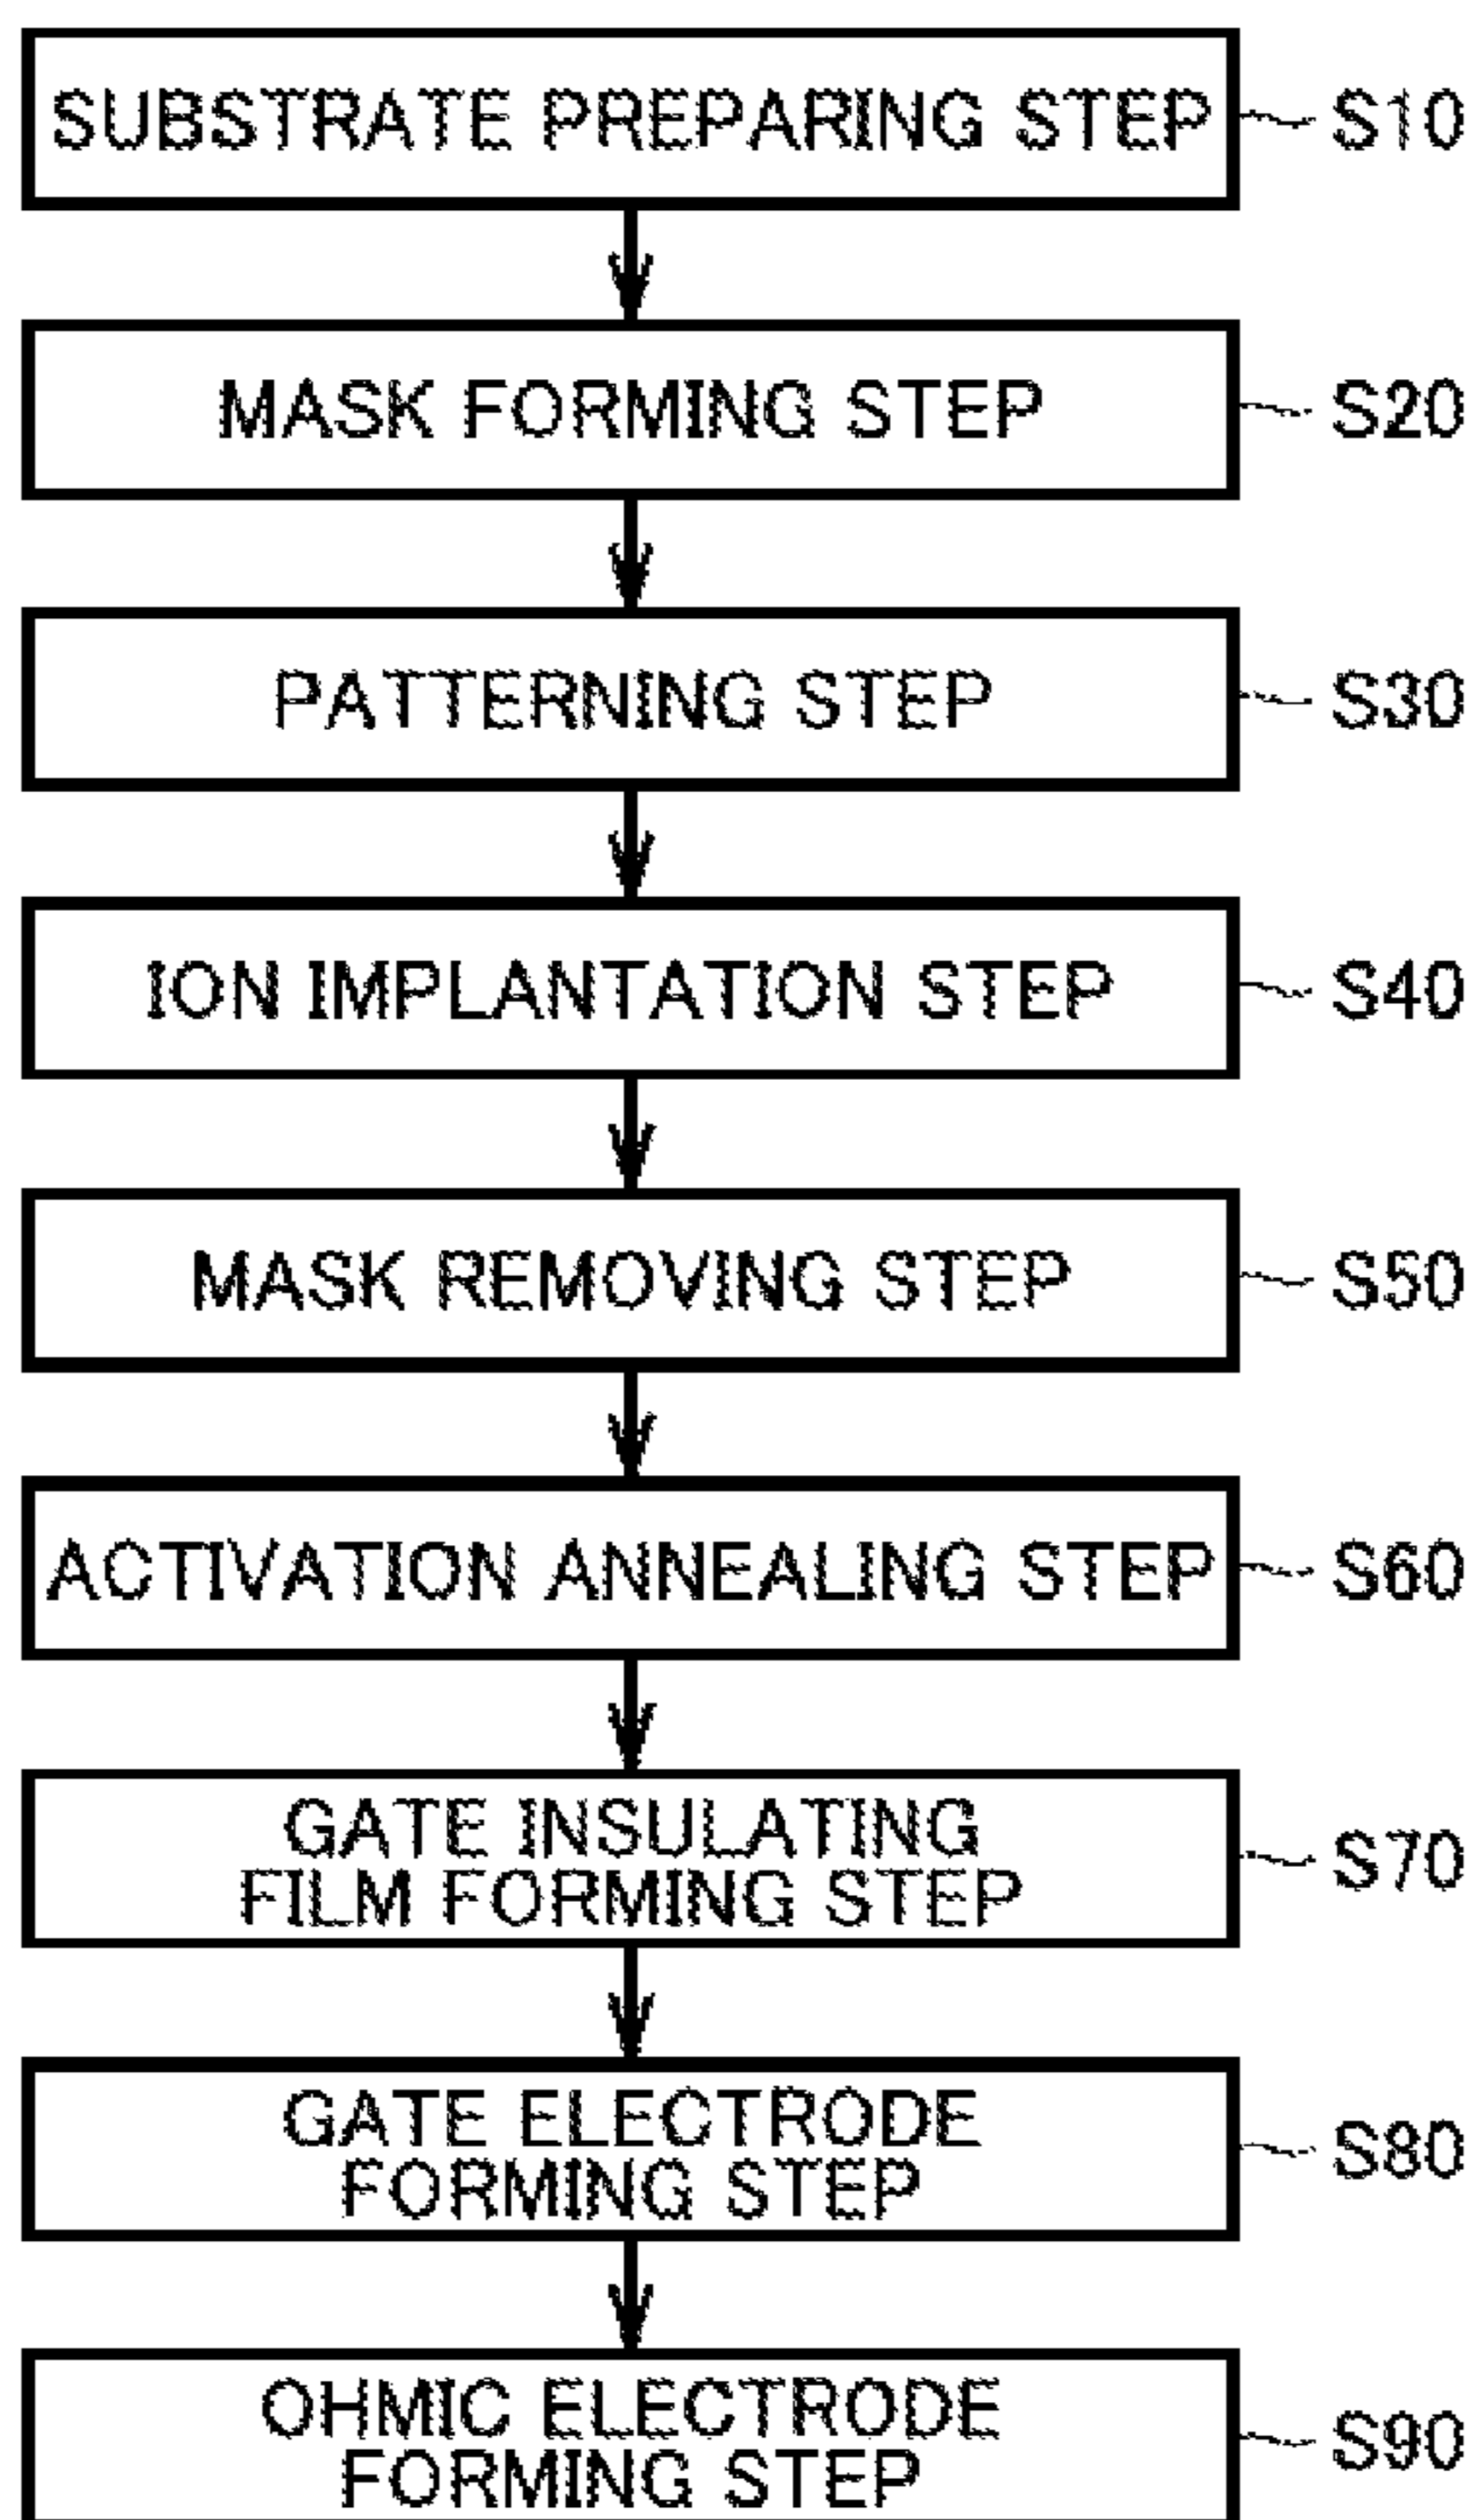 SUBSTRATE PREPARING STEP S10
MASK FORMING STEP S20
PATTERNING STEP S30
ION IMPLANTATION STEP S40
MASK REMOVING STEP S50
ACTIVATION ANNEALING STEP S60
GATE INSULATING
FILM FORMING STEP S70
GATE ELECTRODE
FORMING STEP S80
OHMIC ELECTRODE
FORMING STEP S90